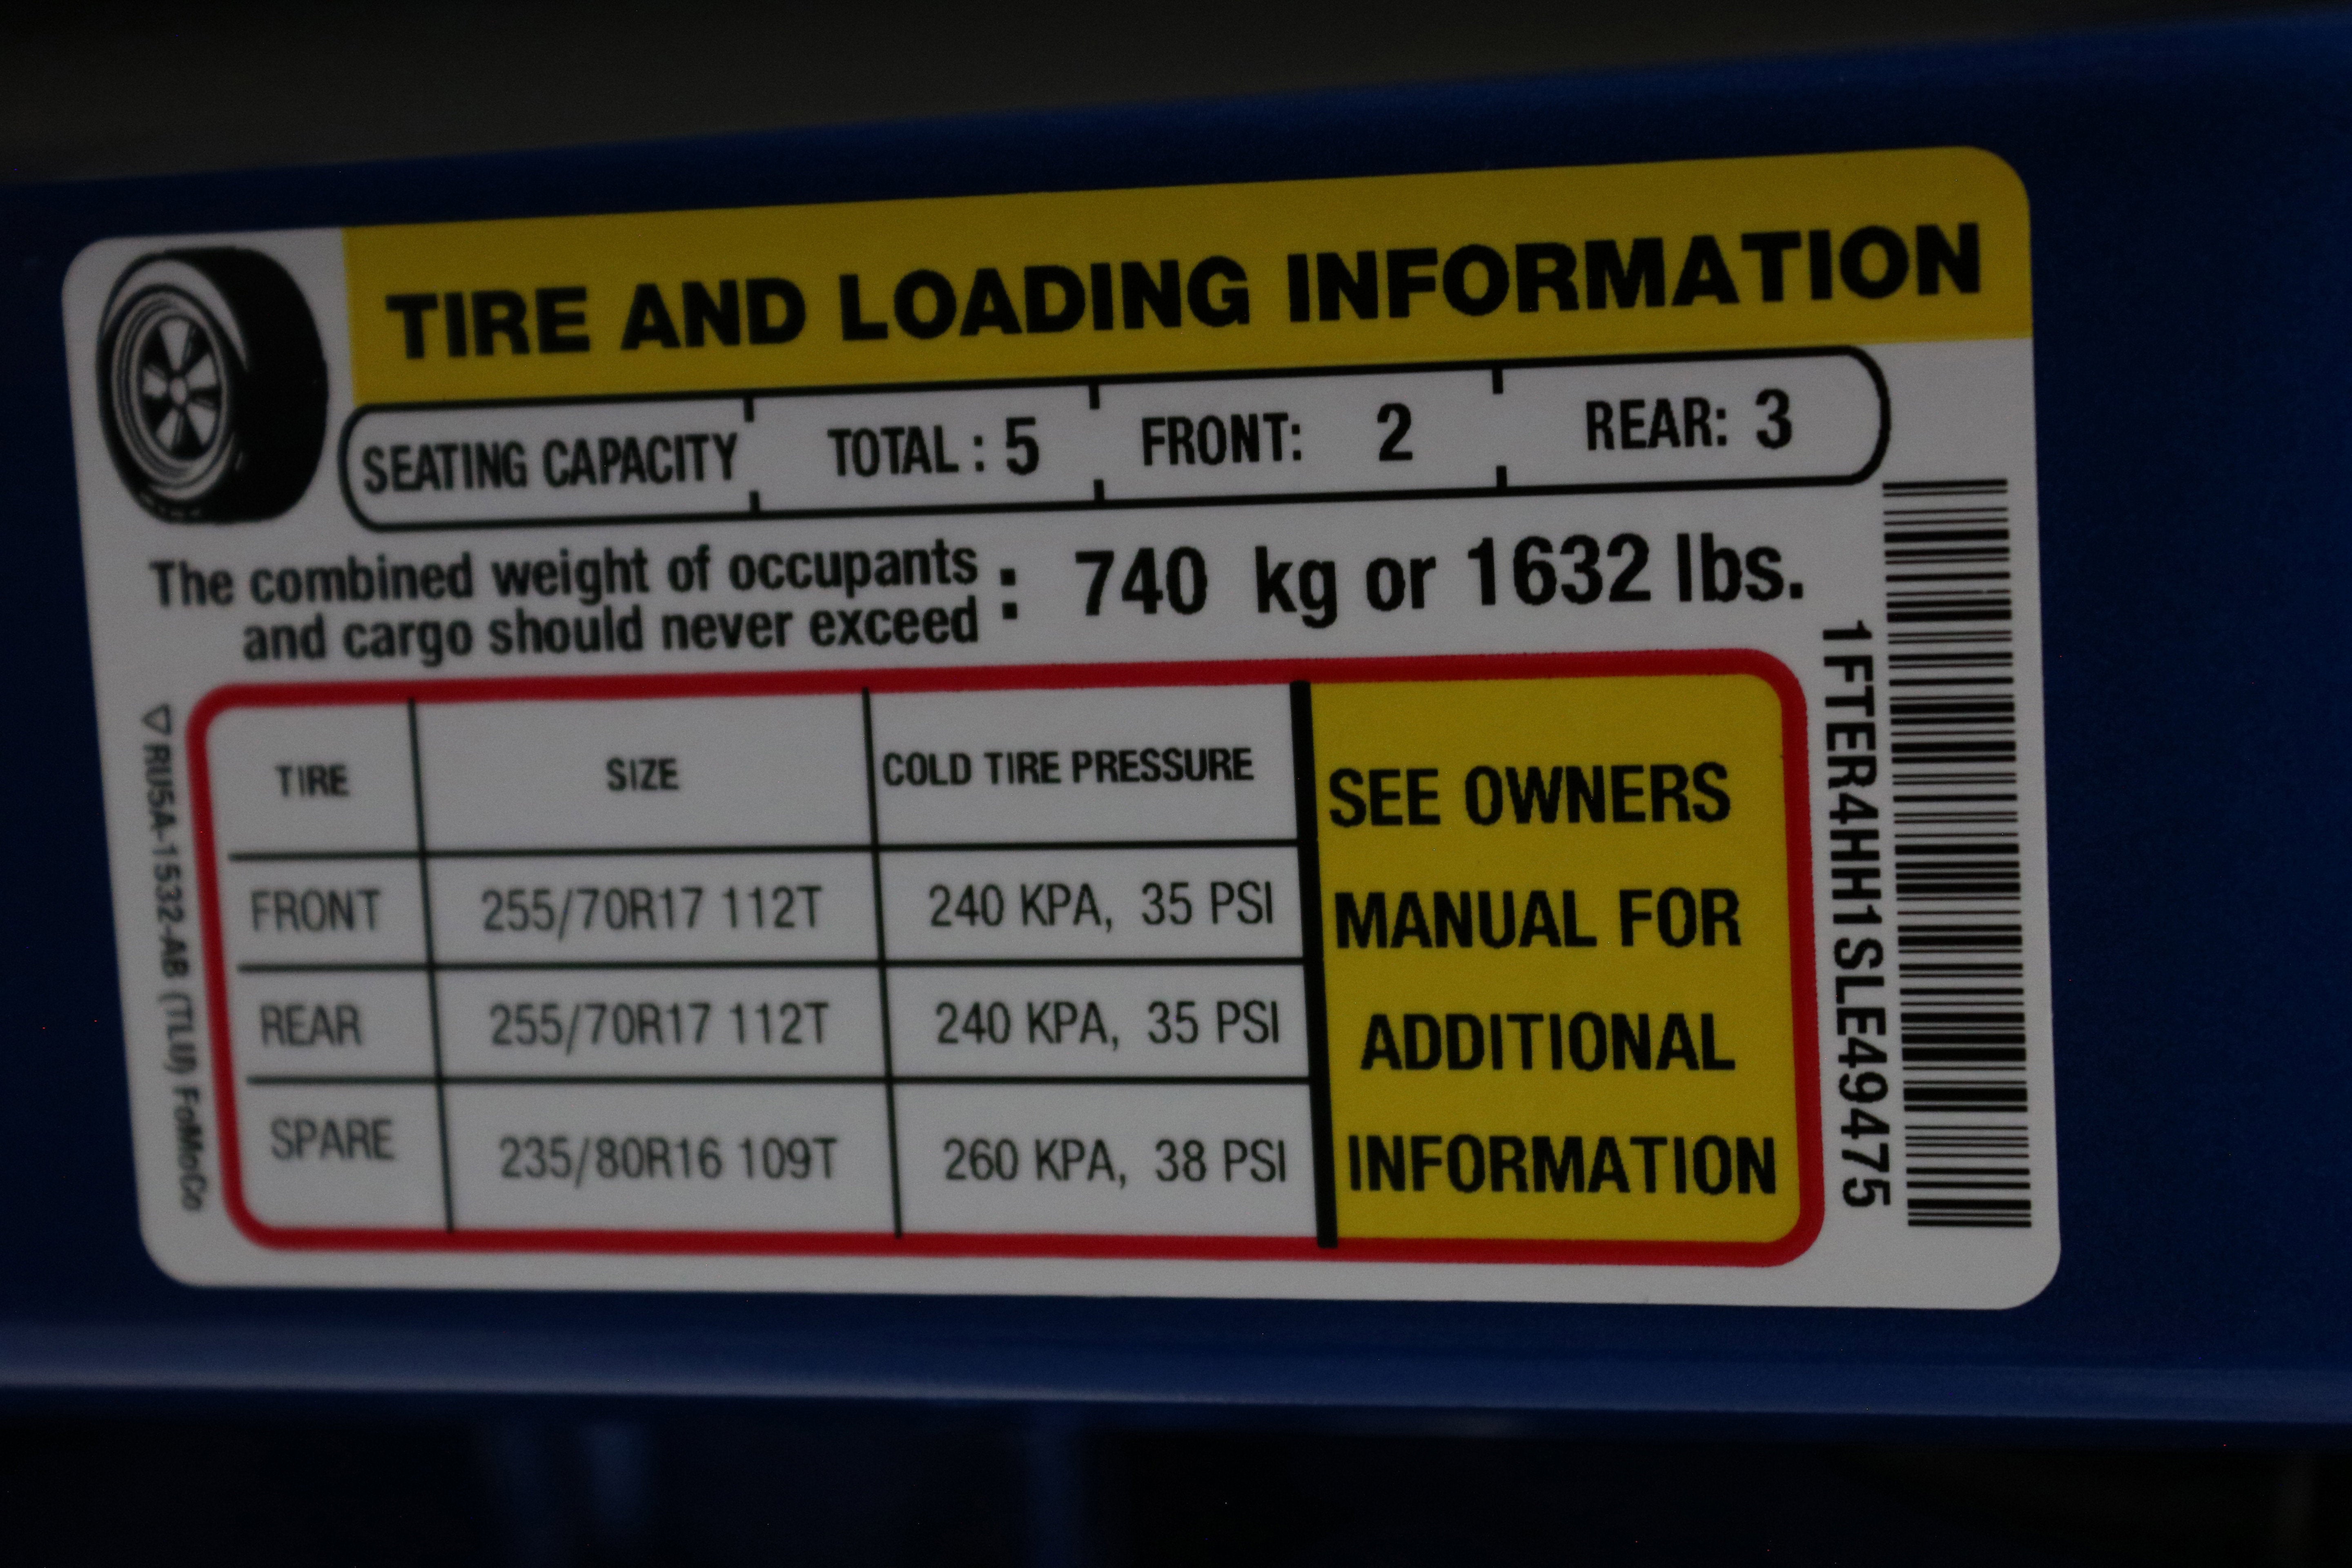 TIRE AND LOADING INFORMATION
SEATING CAPACITY TOTAL : 5 FRONT: 2 REAR: 3
The combined weight of occupants
and cargo should never exceed : 740 kg or 1632 lbs.
TIRE SIZE COLD TIRE PRESSURE
FRONT 255/70R17 112T 240 KPA, 35 PSI
REAR 255/70R17 112T 240 KPA, 35 PSI
SPARE 235/80R16 109T 260 KPA, 38 PSI
SEE OWNERS
MANUAL FOR
ADDITIONAL
INFORMATION
1FTER4HH1SLE49475
RU5A-1532-AB (TLU) FoMoCo